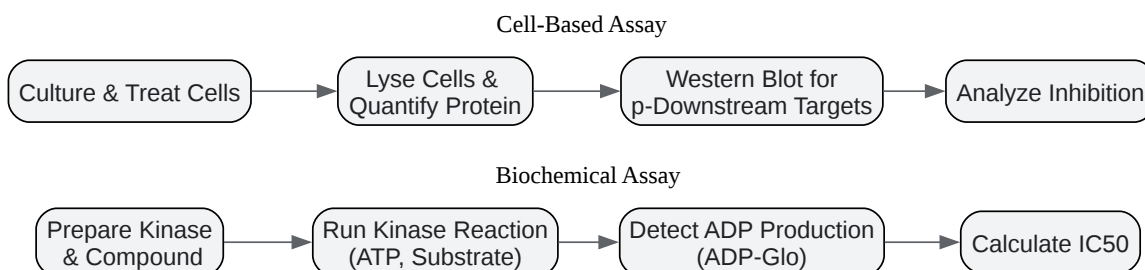 Cell-Based Assay
Culture & Treat Cells
Lyse Cells &
Quantify Protein
Western Blot for
p-Downstream Targets
Analyze Inhibition
Biochemical Assay
Prepare Kinase
& Compound
Run Kinase Reaction
(ATP, Substrate)
Detect ADP Production
(ADP-Glo)
Calculate IC50